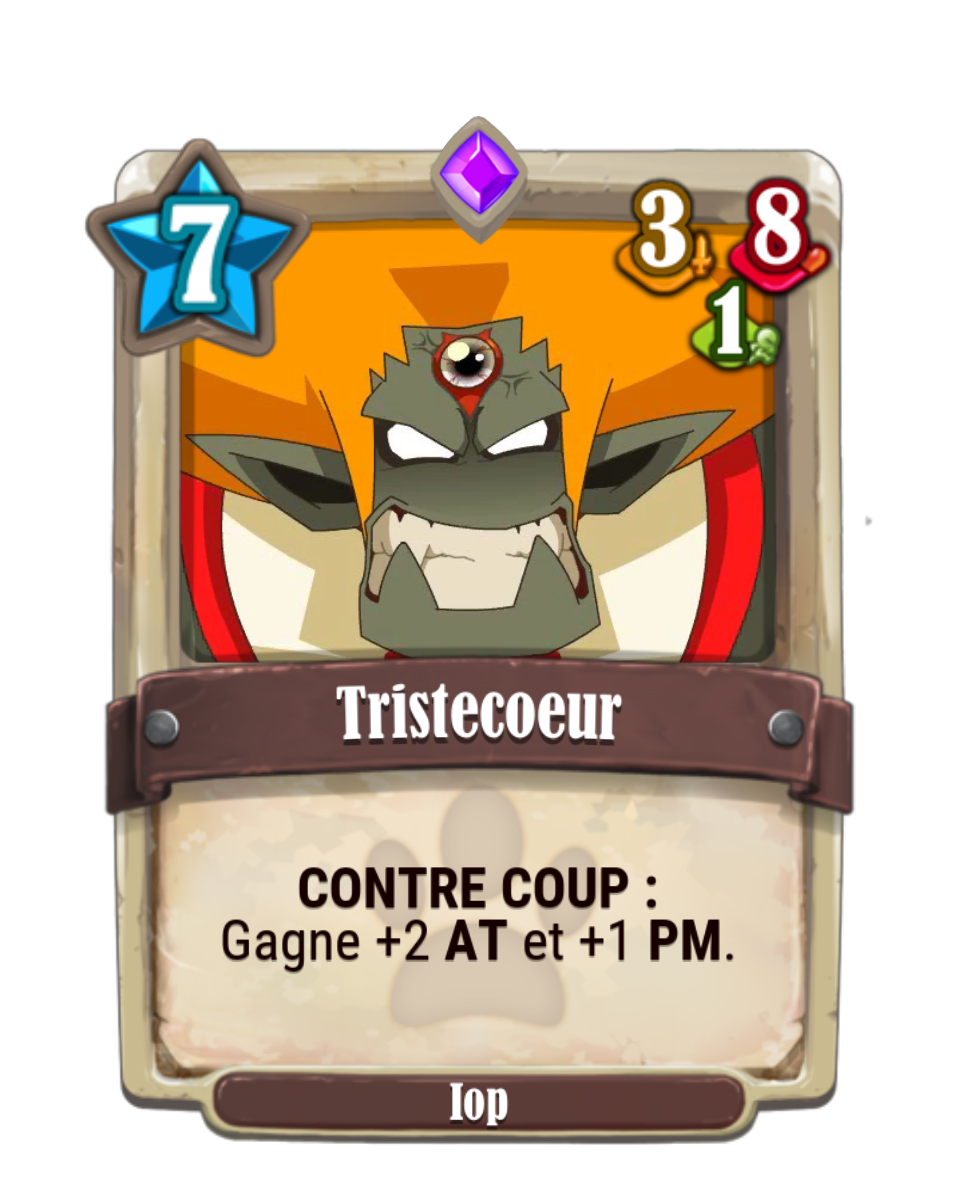 7
3
8
1
Tristecoeur
CONTRE COUP :
Gagne +2 AT et +1 PM.
Iop